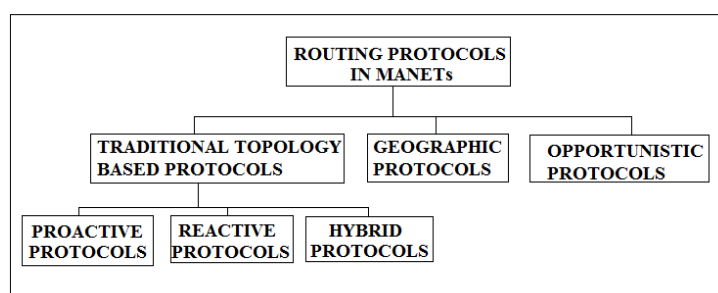 ROUTING PROTOCOLS
IN MANETs
TRADITIONAL TOPOLOGY
BASED PROTOCOLS
GEOGRAPHIC
PROTOCOLS
OPPORTUNISTIC
PROTOCOLS
PROACTIVE
PROTOCOLS
REACTIVE
PROTOCOLS
HYBRID
PROTOCOLS